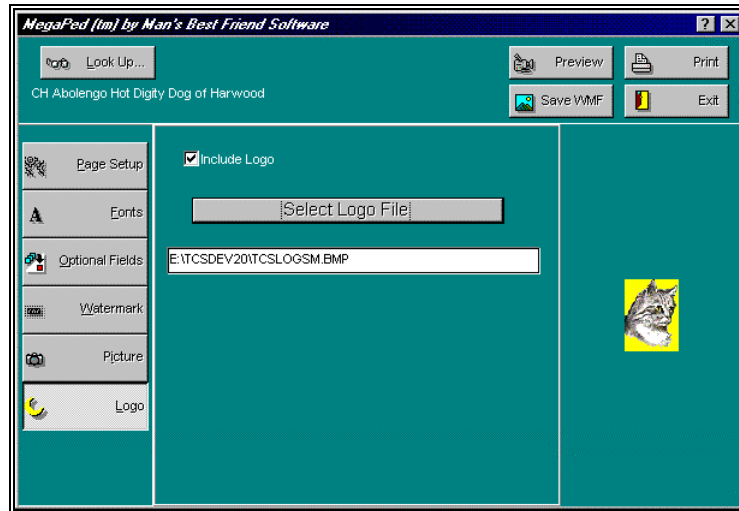 MegaPed (tm) by Man's Best Friend Software
Look Up...
Preview
Print
CH Abolengo Hot Digity Dog of Harwood
Save WMF
Exit
Page Setup
Include Logo
Fonts
Select Logo File
Optional Fields
E:\TCSDEV20\TCSLOGSM.BMP
Watermark
Picture
Logo